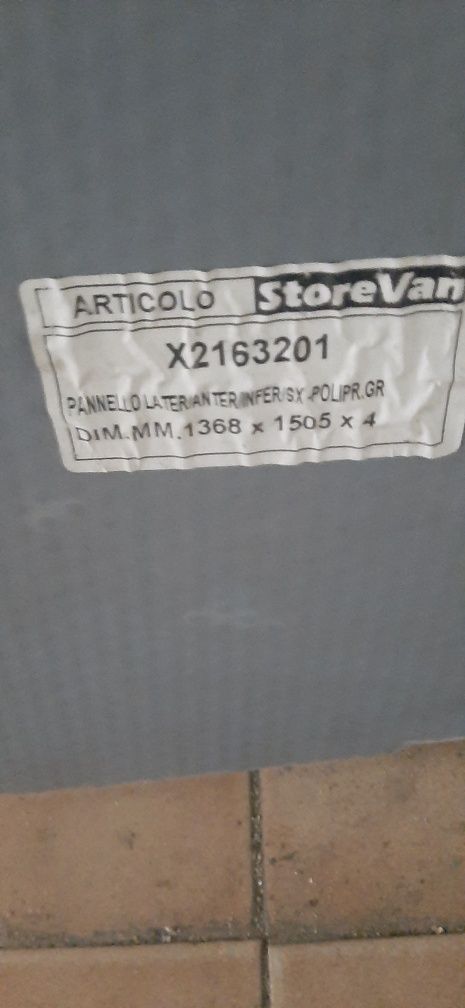 ARTICOLO StoreVan
X2163201
PANNELLO LATER/ANTER/INFER/SX -POLIPR.GR
DIM.MM.1368 x 1505 x 4